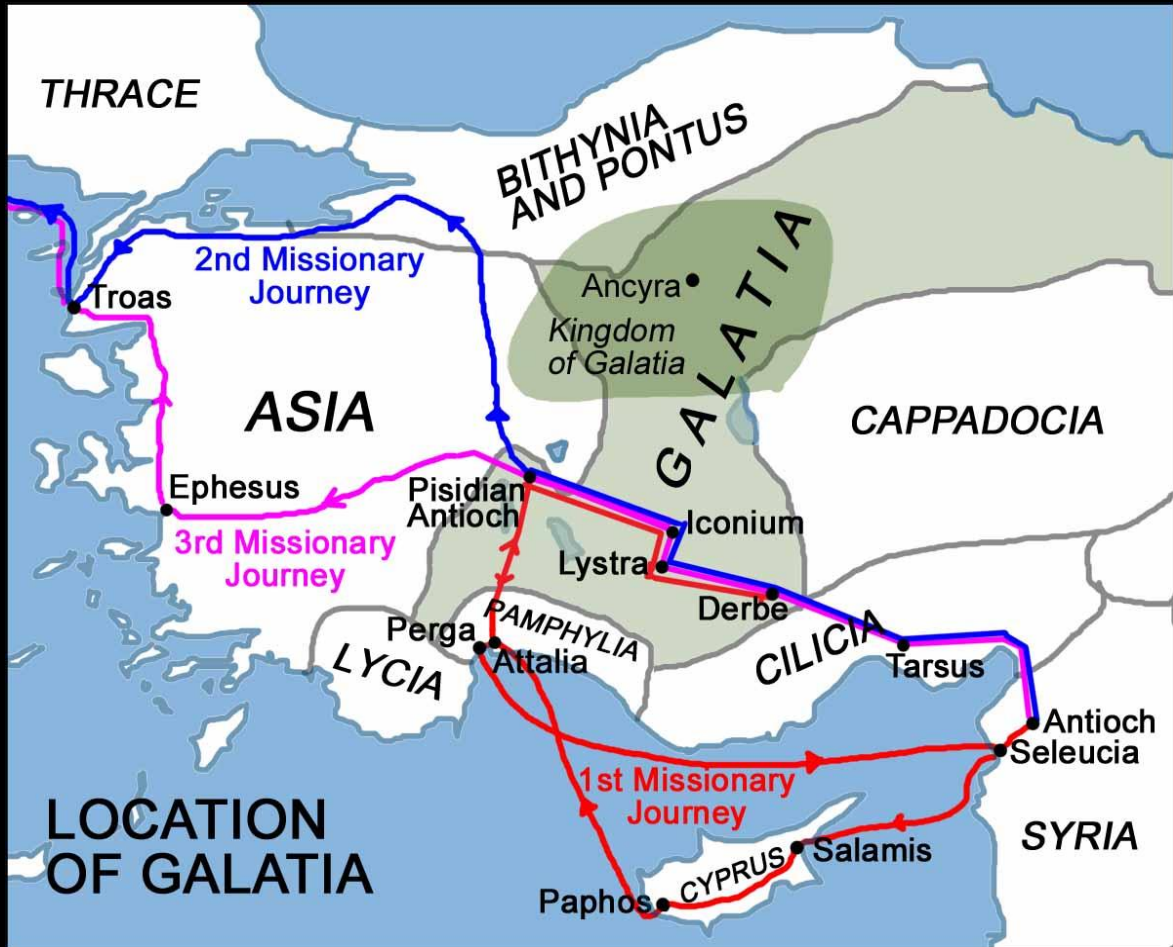 THRACE
BITHYNIA
AND PONTUS
2nd Missionary
Journey
Troas
Ancyra
Kingdom
of Galatia
GALATIA
ASIA
CAPPADOCIA
Ephesus
Pisidian
Antioch
3rd Missionary
Journey
Iconium
Lystra
Derbe
Perga
PAMPHYLIA
Attalia
LYCIA
CILICIA
Tarsus
Antioch
Seleucia
1st Missionary
Journey
LOCATION
OF GALATIA
SYRIA
Salamis
CYPRUS
Paphos